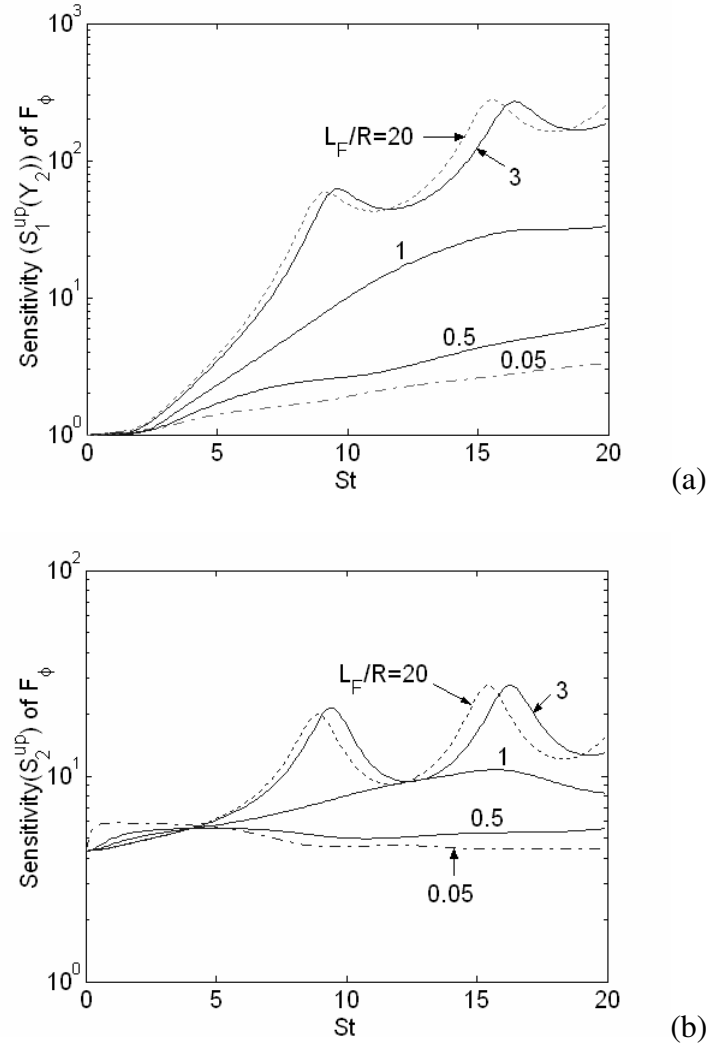 10^3
10^2
10^1
10^0
Sensitivity (S_1^{up}(Y_2)) of F_ϕ
L_F/R=20
3
1
0.5
0.05
0 5 10 15 20
St
(a)
10^2
10^1
10^0
Sensitivity(S_2^{up}) of F_ϕ
L_F/R=20
3
1
0.5
0.05
0 5 10 15 20
St
(b)